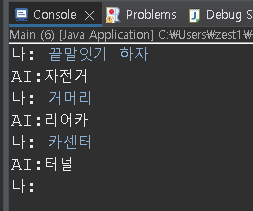 Console Problems Debug S
Main (6) [Java Application] C:₩Users₩zest1₩
나: 끝말잇기 하자
AI:자전거
나: 거머리
AI:리어카
나: 카센터
AI:터널
나: